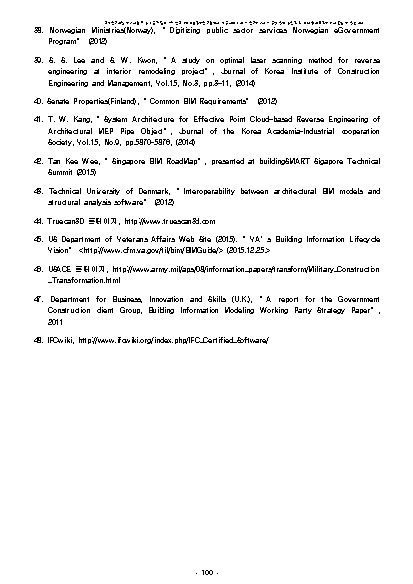 38. Norwegian Ministries(Norway), "Digitizing public sector services Norwegian eGovernment
Program" (2012)
39. S. S. Lee and S. W. Kwon, "A study on optimal laser scanning method for reverse
engineering at interior remodeling project", Journal of Korea Institute of Construction
Engineering and Management, Vol.15, No.3, pp.3-11, (2014)
40. Senate Properties(Finland), "Common BIM Requirements" (2012)
41. T. W. Kang, "System Architecture for Effective Point Cloud-based Reverse Engineering of
Architectural MEP Pipe Object", Journal of the Korea Academia-Industrial cooperation
Society, Vol.15, No.9, pp.5870-5876, (2014)
42. Tan Kee Wee, "Singapore BIM RoadMap", presented at buildingSMART Singapore Technical
Summit (2015)
43. Technical University of Denmark, "Interoperability between architectural BIM models and
structural analysis software" (2012)
44. Truescan3D 홈페이지, http://www.truescan3d.com
45. US Department of Veterans Affairs Web Site (2015). "VA's Building Information Lifecycle
Vision" <http://www.cfm.va.gov/til/bim/BIMGuide/> (2015.12.25.>
46. USACE 홈페이지, http://www.army.mil/aps/08/information_papers/transform/Military_Construction
_Transformation.html
47. Department for Business, Innovation and Skills (U.K.), "A report for the Government
Construction client Group, Building Information Modeling Working Party Strategy Paper",
2011
48. IFCwiki, http://www.ifcwiki.org/index.php/IFC_Certified_Software/
- 100 -